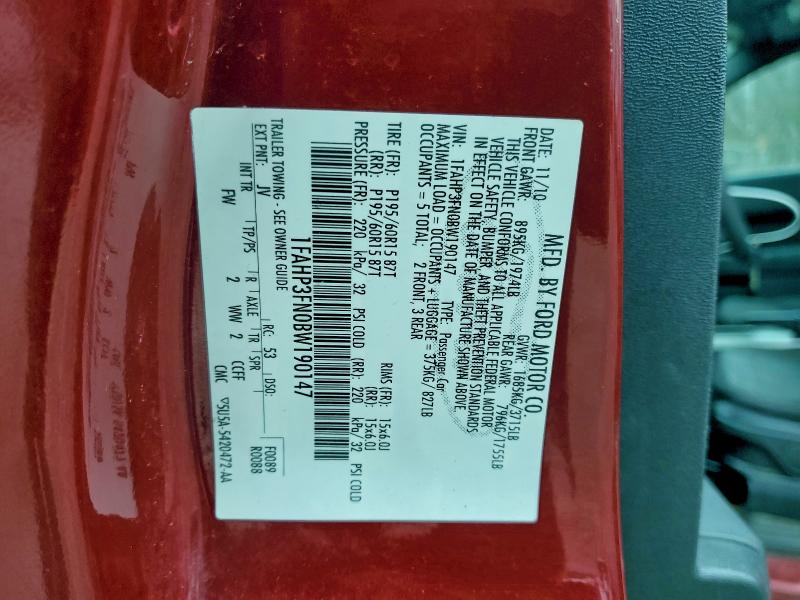 MFD. BY FORD MOTOR CO.
DATE: 11/10 GVWR: 1685KG/3715LB
FRONT GAWR: 895KG/1974LB REAR GAWR: 796KG/1755LB
THIS VEHICLE CONFORMS TO ALL APPLICABLE FEDERAL MOTOR
VEHICLE SAFETY, BUMPER, AND THEFT PREVENTION STANDARDS
IN EFFECT ON THE DATE OF MANUFACTURE SHOWN ABOVE.
VIN: 1FAHP3FN0BW190147 TYPE: Passenger Car
MAXIMUM LOAD = OCCUPANTS + LUGGAGE = 375KG/827LB
OCCUPANTS = 5 TOTAL; 2 FRONT, 3 REAR
TIRE (FR): P195/60R15 87T RIMS (FR): 15x6.0J
(RR): P195/60R15 87T (RR): 15x6.0J
PRESSURE (FR): 220 kPa/ 32 PSI COLD (RR): 220 kPa/32 PSI COLD
1FAHP3FN0BW190147
TRAILER TOWING - SEE OWNER GUIDE
EXT PNT: JV RC: 53 DSO: F0089
R0088
INT TR TP/PS R AXLE TR SPR
FW 2 WW 2 CCFF
CMC ▽5U5A-5420472-AA